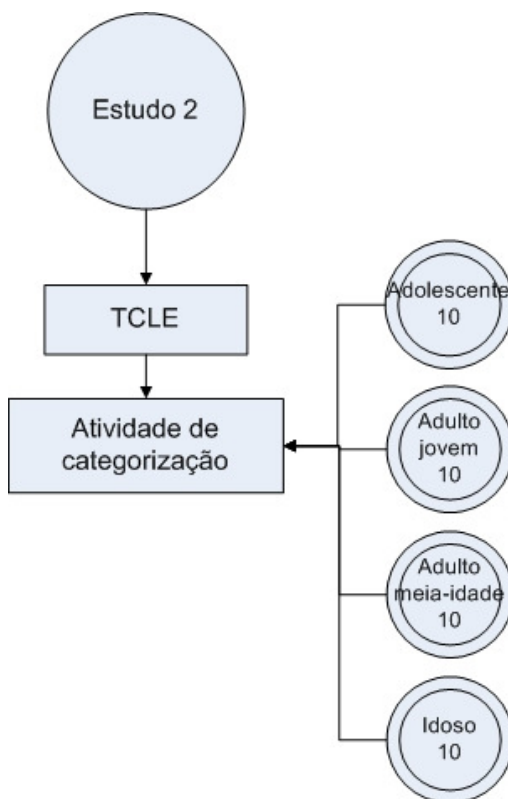 Estudo 2
TCLE
Atividade de
categorização
Adolescente
10
Adulto
jovem
10
Adulto
meia-idade
10
Idoso
10